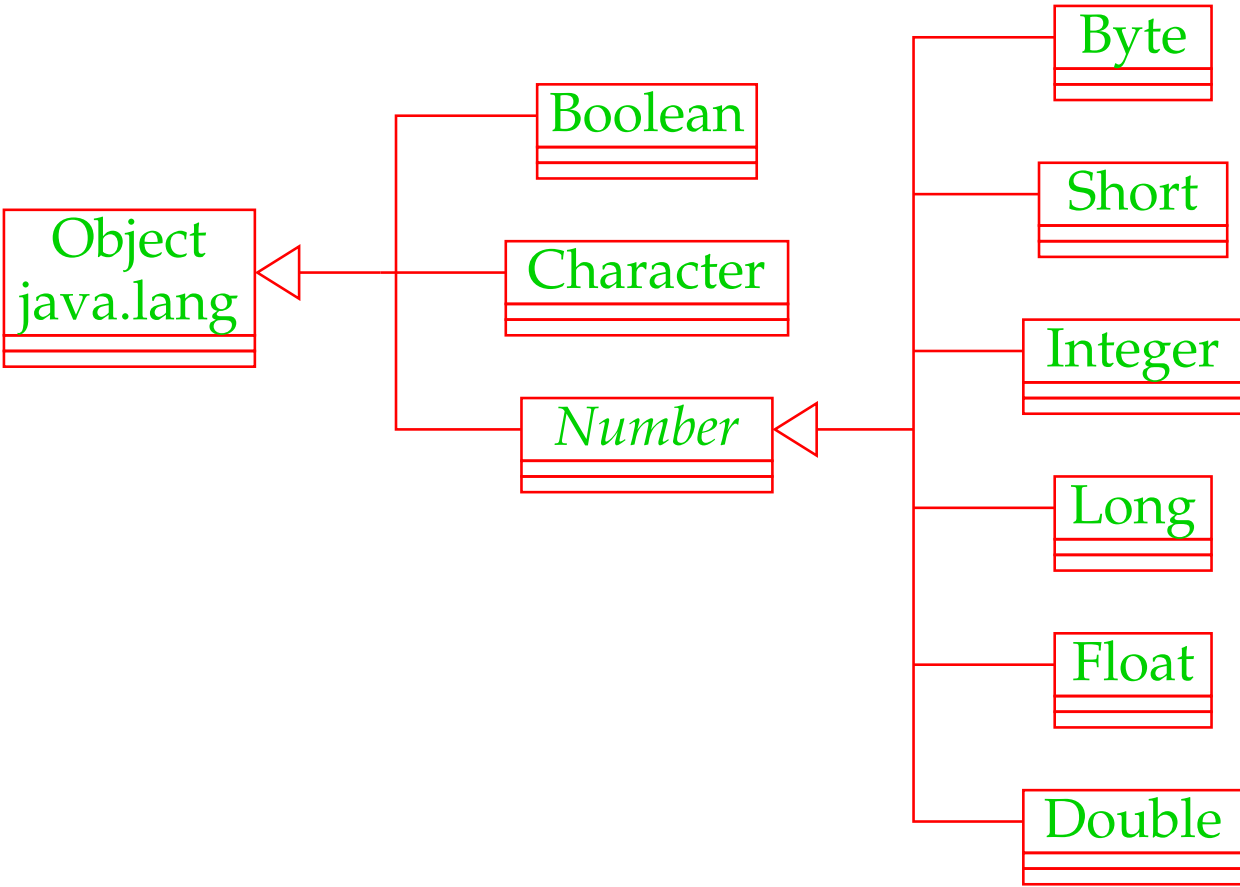 Object
java.lang
Boolean
Character
Number
Byte
Short
Integer
Long
Float
Double